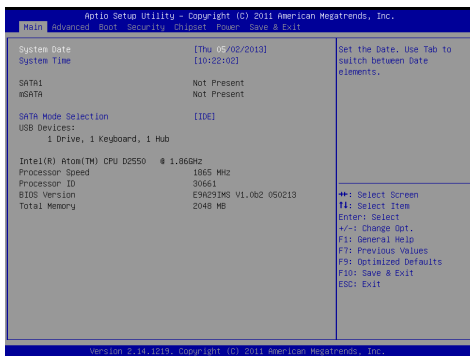 Aptio Setup Utility – Copyright (C) 2011 American Megatrends, Inc.
Main Advanced Boot Security Chipset Power Save & Exit
System Date [Thu 05/02/2013]
System Time [10:22:02]
SATA1 Not Present
mSATA Not Present
SATA Mode Selection [IDE]
USB Devices:
1 Drive, 1 Keyboard, 1 Hub
Intel(R) Atom(TM) CPU D2550 @ 1.86GHz
Processor Speed 1865 MHz
Processor ID 30661
BIOS Version E9A29IMS V1.0b2 050213
Total Memory 2048 MB
Set the Date. Use Tab to
switch between Date
elements.
→←: Select Screen
↑↓: Select Item
Enter: Select
+/-: Change Opt.
F1: General Help
F7: Previous Values
F9: Optimized Defaults
F10: Save & Exit
ESC: Exit
Version 2.14.1219. Copyright (C) 2011 American Megatrends, Inc.